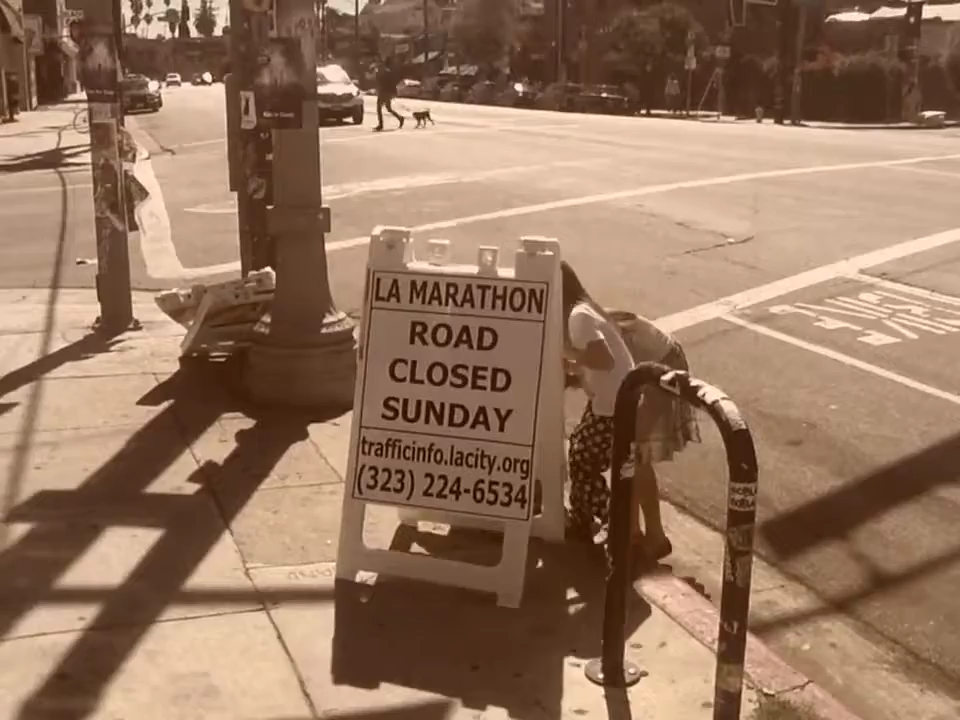 LA MARATHON
ROAD
CLOSED
SUNDAY
trafficinfo.lacity.org
(323) 224-6534